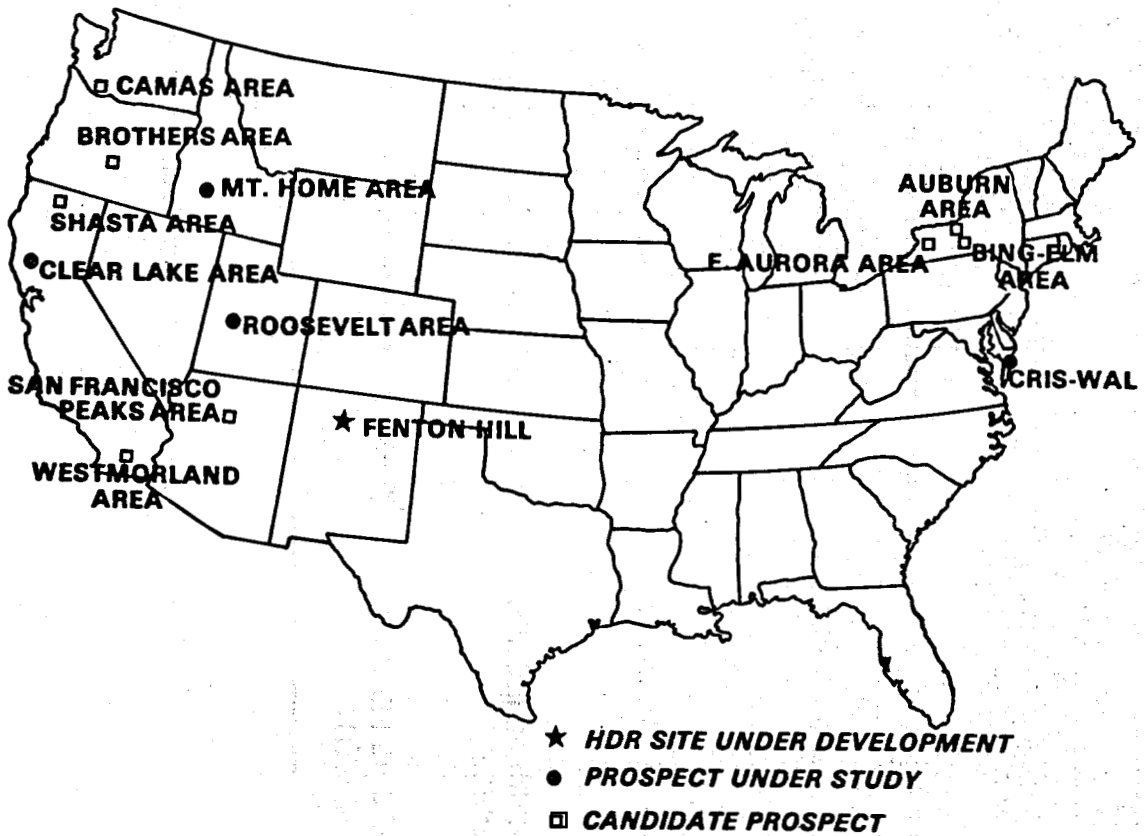 CAMAS AREA
BROTHERS AREA
MT. HOME AREA
SHASTA AREA
CLEAR LAKE AREA
ROOSEVELT AREA
SAN FRANCISCO
PEAKS AREA
FENTON HILL
WESTMORLAND
AREA
AUBURN
AREA
E. AURORA AREA
BING-ELM
AREA
CRIS-WAL
HDR SITE UNDER DEVELOPMENT
PROSPECT UNDER STUDY
CANDIDATE PROSPECT